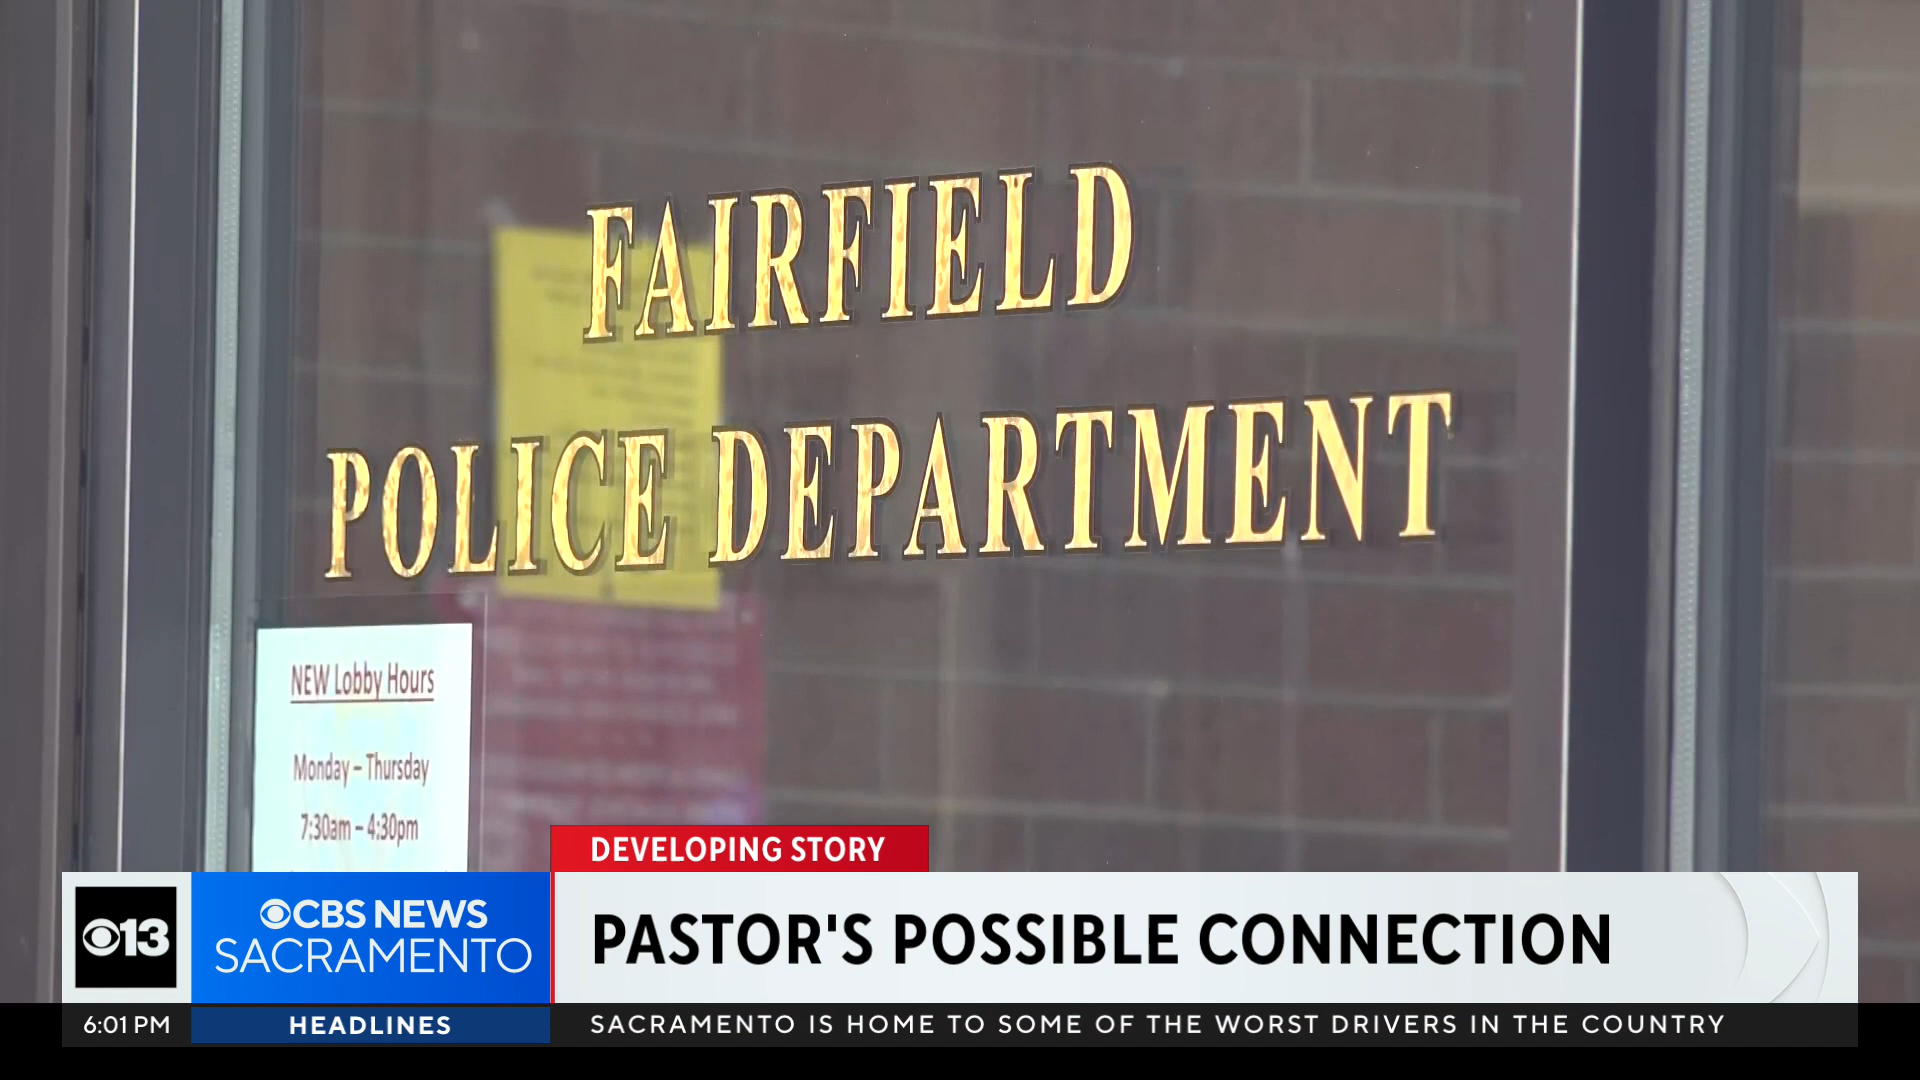 FAIRFIELD
POLICE DEPARTMENT
NEW Lobby Hours
Monday – Thursday
7:30am – 4:30pm
DEVELOPING STORY
13
CBS NEWS
SACRAMENTO
PASTOR'S POSSIBLE CONNECTION
6:01 PM
HEADLINES
SACRAMENTO IS HOME TO SOME OF THE WORST DRIVERS IN THE COUNTRY